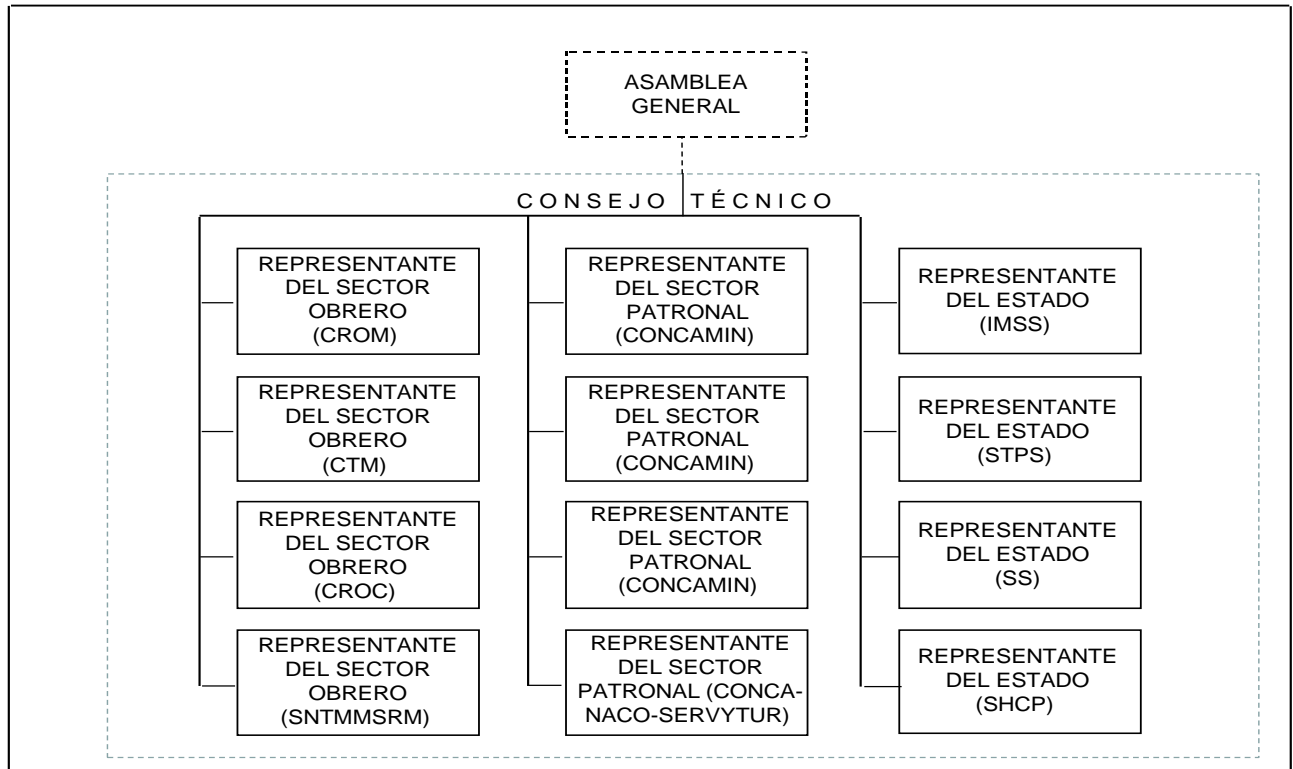 ASAMBLEA
GENERAL
CONSEJO TÉCNICO
REPRESENTANTE
DEL SECTOR
OBRERO
(CROM)
REPRESENTANTE
DEL SECTOR
PATRONAL
(CONCAMIN)
REPRESENTANTE
DEL ESTADO
(IMSS)
REPRESENTANTE
DEL SECTOR
OBRERO
(CTM)
REPRESENTANTE
DEL SECTOR
PATRONAL
(CONCAMIN)
REPRESENTANTE
DEL ESTADO
(STPS)
REPRESENTANTE
DEL SECTOR
OBRERO
(CROC)
REPRESENTANTE
DEL SECTOR
PATRONAL
(CONCAMIN)
REPRESENTANTE
DEL ESTADO
(SS)
REPRESENTANTE
DEL SECTOR
OBRERO
(SNTMMSRM)
REPRESENTANTE
DEL SECTOR
PATRONAL (CONCA-
NACO-SERVYTUR)
REPRESENTANTE
DEL ESTADO
(SHCP)